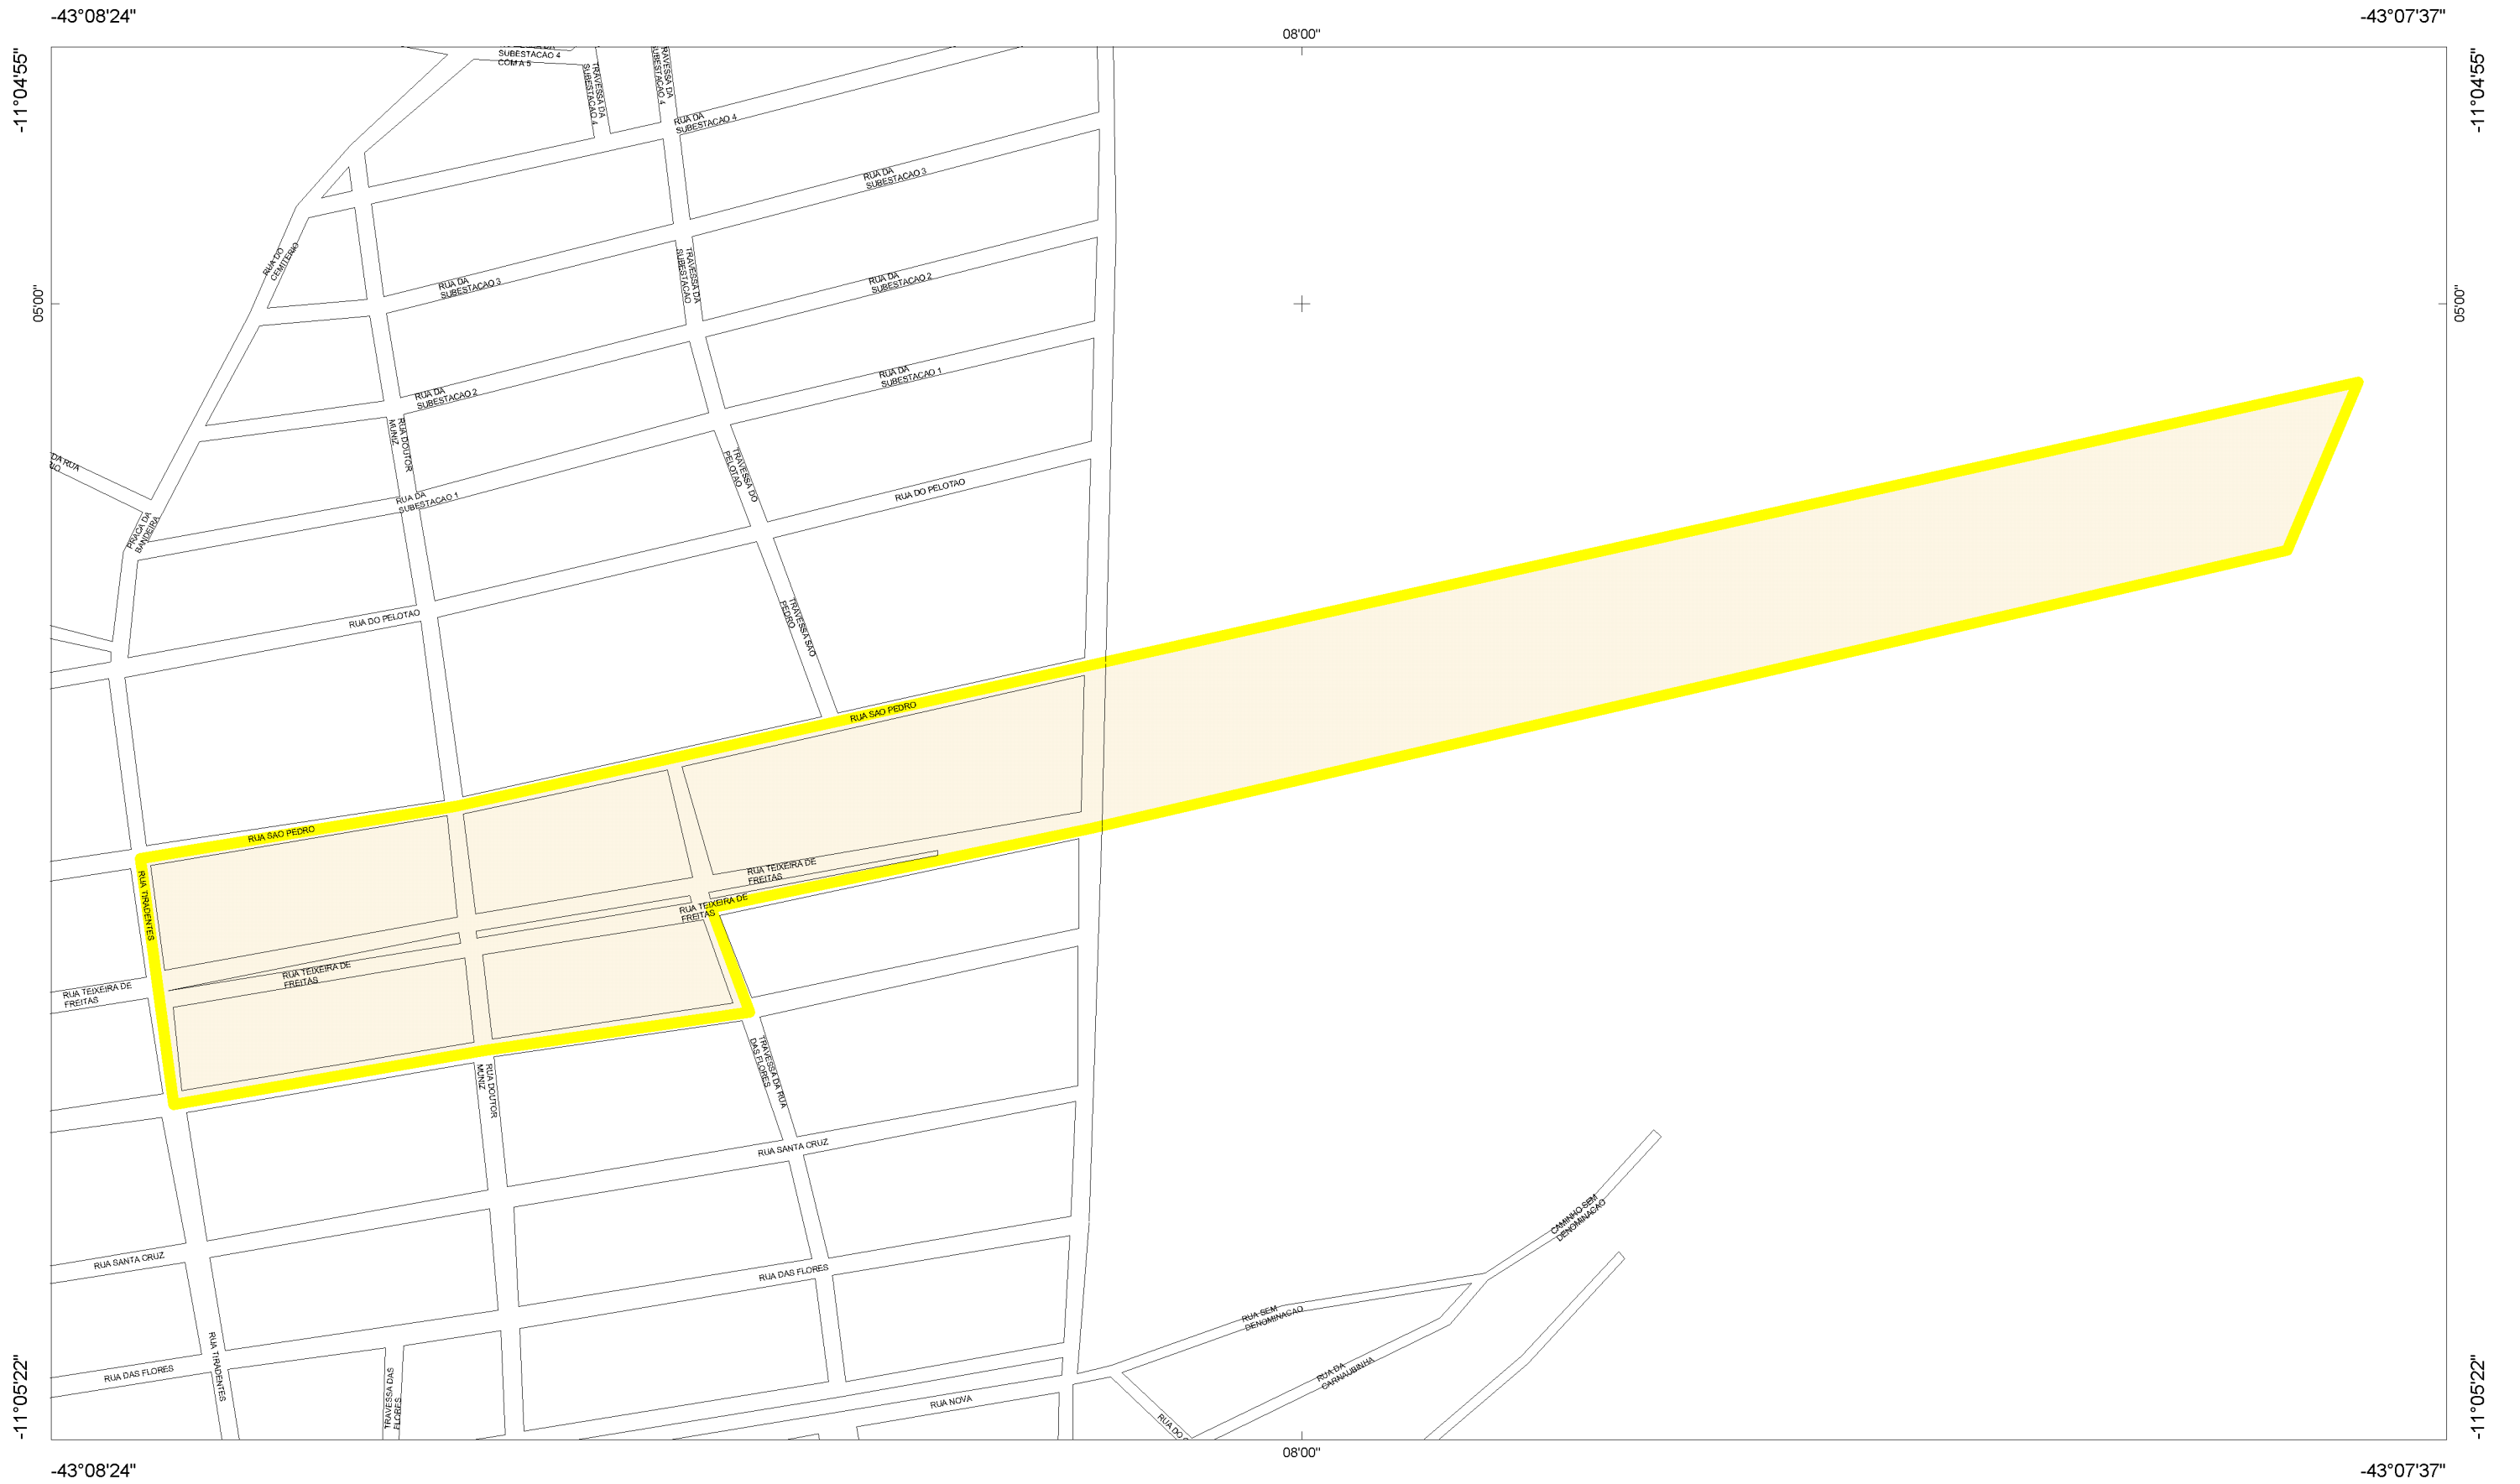 -43°08'24"
-43°07'37"
08'00"
-11°04'55"
-11°04'55"
SUBESTACAO 4
COM A 5
TRAVESSA DA
SUBESTACAO 4
TRAVESSA DA
SUBESTACAO 4
RUA DA
SUBESTACAO 4
RUA DA
SUBESTACAO 3
RUA DO
CEMITERIO
TRAVESSA DA
SUBESTACAO
RUA DA
SUBESTACAO 3
RUA DA
SUBESTACAO 2
05'00"
05'00"
RUA DA
SUBESTACAO 2
RUA DA
SUBESTACAO 1
RUA DOUTOR
MUNIZ
DA RUA
RIO
TRAVESSA DO
PELOTAO
RUA DA
SUBESTACAO 1
RUA DO PELOTAO
PRACA DA
BANDEIRA
RUA DO PELOTAO
TRAVESSA SAO
PEDRO
RUA SAO PEDRO
RUA SAO PEDRO
RUA TIRADENTES
RUA TEIXEIRA DE
FREITAS
RUA TEIXEIRA DE
FREITAS
RUA TEIXEIRA DE
FREITAS
RUA TEIXEIRA DE
FREITAS
RUA DOUTOR
MUNIZ
TRAVESSA DA RUA
DAS FLORES
RUA SANTA CRUZ
RUA SANTA CRUZ
CAMINHO SEM
DENOMINACAO
RUA DAS FLORES
RUA SEM
DENOMINACAO
RUA DAS FLORES
RUA TIRADENTES
TRAVESSA DAS
FLORES
RUA DA
CARNAUBINHA
RUA NOVA
RUA DO
-11°05'22"
-11°05'22"
08'00"
-43°08'24"
-43°07'37"